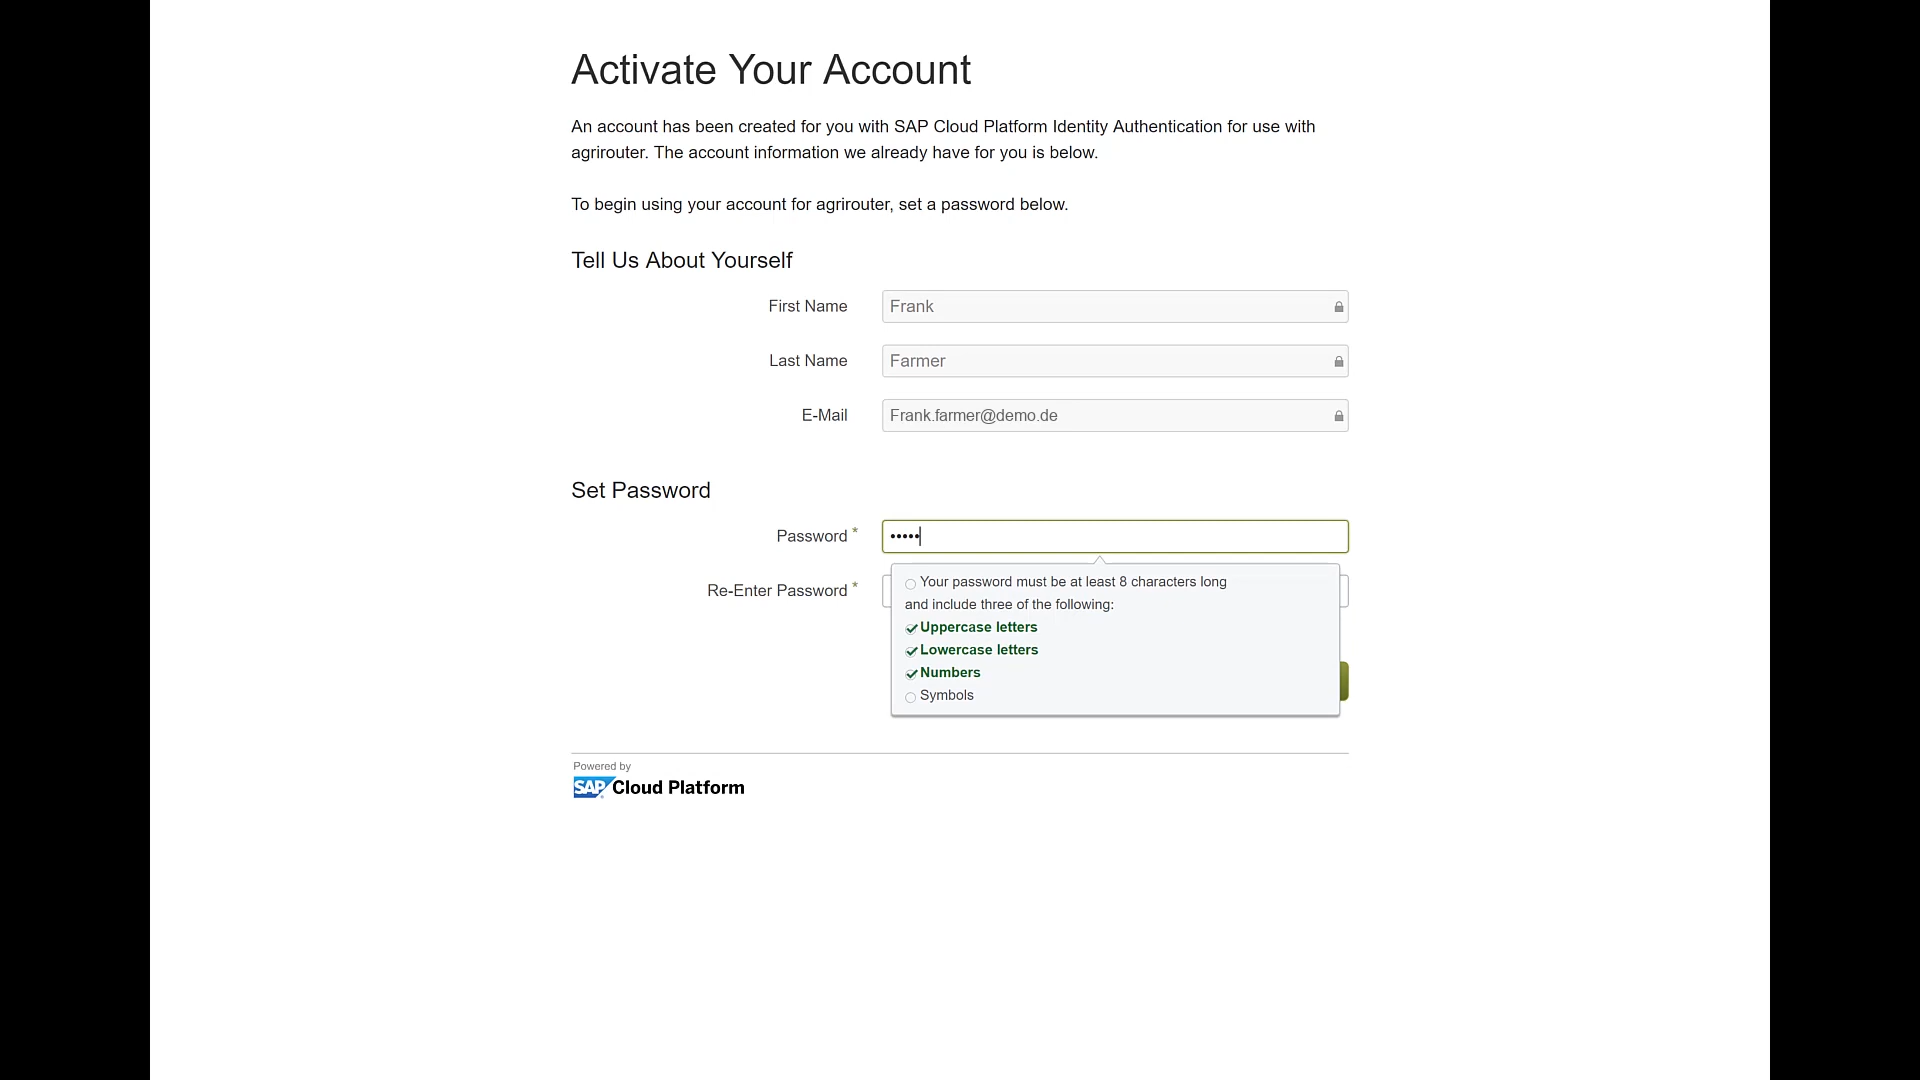 Activate Your Account
An account has been created for you with SAP Cloud Platform Identity Authentication for use with
agrirouter. The account information we already have for you is below.
To begin using your account for agrirouter, set a password below.
Tell Us About Yourself
First Name Frank
Last Name Farmer
E-Mail Frank.farmer@demo.de
Set Password
Password * •••••
Re-Enter Password *
Your password must be at least 8 characters long
and include three of the following:
Uppercase letters
Lowercase letters
Numbers
Symbols
Powered by
SAP Cloud Platform